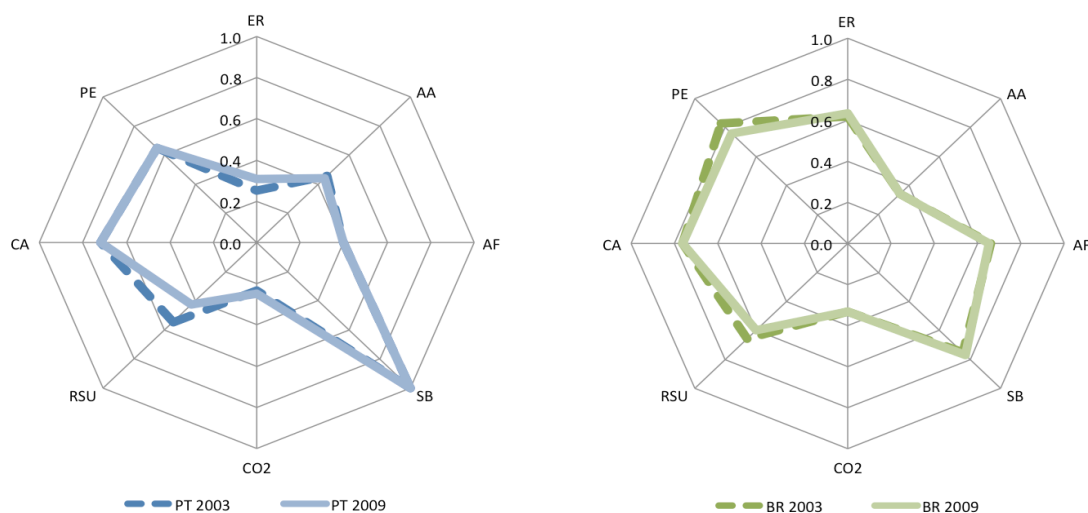 ER
1.0
0.8
0.6
0.4
0.2
0.0
AA
AF
SB
CO2
RSU
CA
PE
PT 2003
PT 2009
ER
1.0
0.8
0.6
0.4
0.2
0.0
AA
AF
SB
CO2
RSU
CA
PE
BR 2003
BR 2009